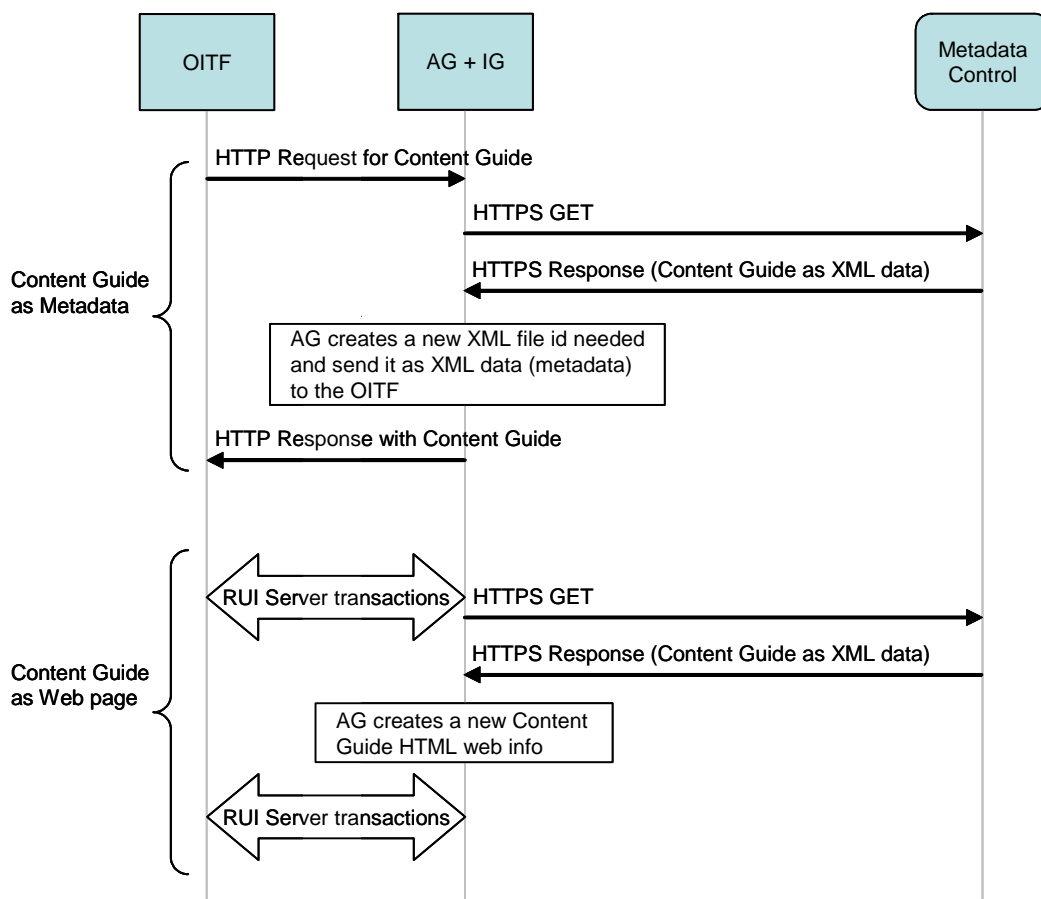 OITF
AG + IG
Metadata
Control
HTTP Request for Content Guide
HTTPS GET
HTTPS Response (Content Guide as XML data)
Content Guide
as Metadata
AG creates a new XML file id needed
and send it as XML data (metadata)
to the OITF
HTTP Response with Content Guide
RUI Server transactions
HTTPS GET
HTTPS Response (Content Guide as XML data)
Content Guide
as Web page
AG creates a new Content
Guide HTML web info
RUI Server transactions